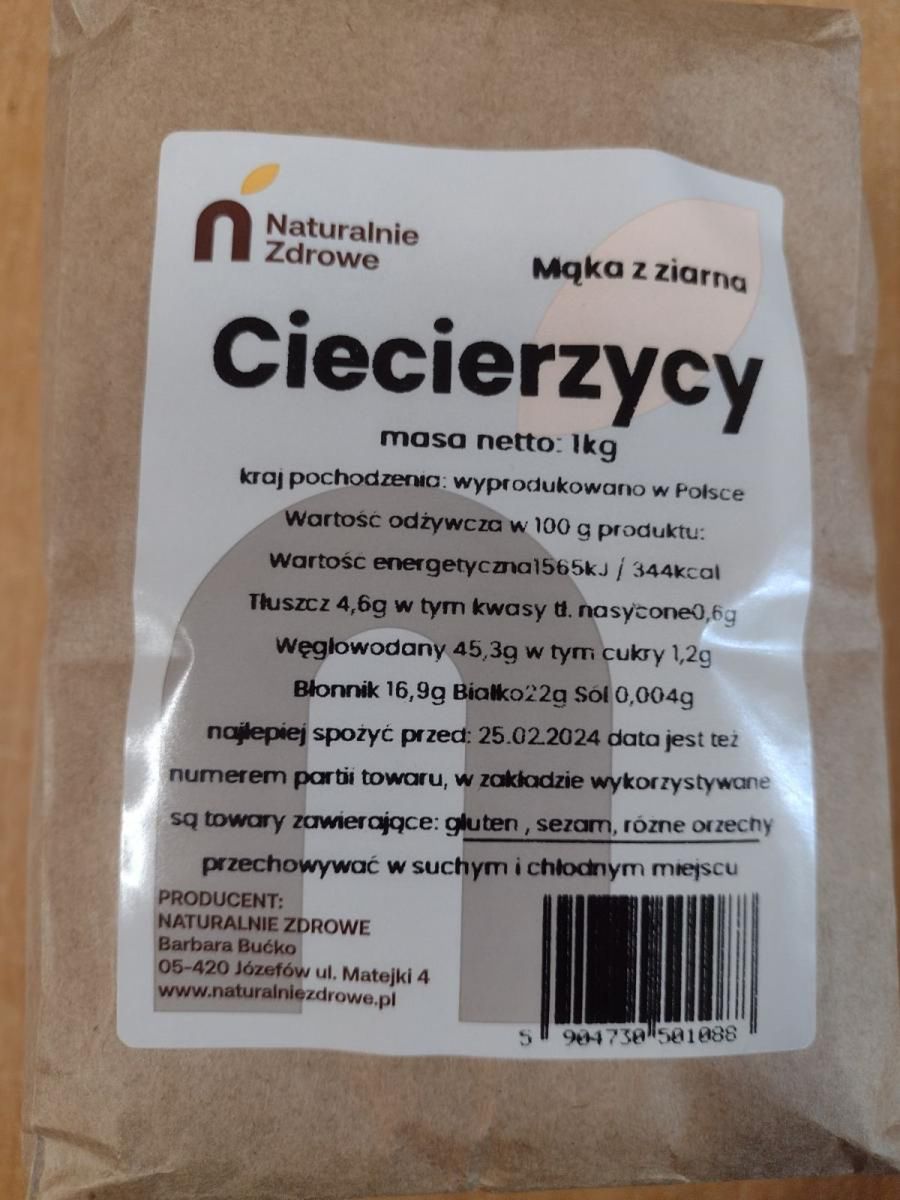 Naturalnie
Zdrowe
Mąka z ziarna
Ciecierzycy
masa netto: 1kg
kraj pochodzenia: wyprodukowano w Polsce
Wartość odżywcza w 100 g produktu:
Wartość energetyczna1565kJ / 344kcal
Tłuszcz 4,6g w tym kwasy tł. nasycone0,6g
Węglowodany 45,3g w tym cukry 1,2g
Błonnik 16,9g Białko22g Sól 0,004g
najlepiej spożyć przed: 25.02.2024 data jest też
numerem partii towaru, w zakładzie wykorzystywane
są towary zawierające: gluten , sezam, różne orzechy
przechowywać w suchym i chłodnym miejscu
PRODUCENT:
NATURALNIE ZDROWE
Barbara Bućko
05-420 Józefów ul. Matejki 4
www.naturalniezdrowe.pl
5 904730 501088